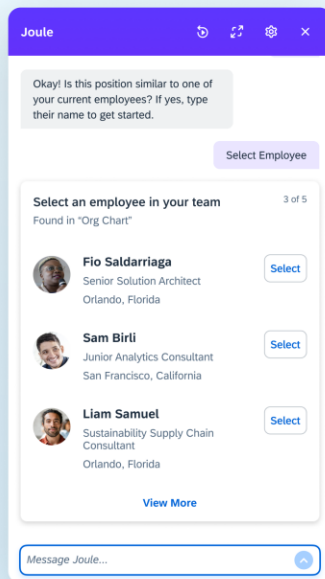 Joule
Okay! Is this position similar to one of
your current employees? If yes, type
their name to get started.
Select Employee
Select an employee in your team
3 of 5
Found in “Org Chart”
Fio Saldarriaga
Senior Solution Architect
Orlando, Florida
Select
Sam Birli
Junior Analytics Consultant
San Francisco, California
Select
Liam Samuel
Sustainability Supply Chain
Consultant
Orlando, Florida
Select
View More
Message Joule...